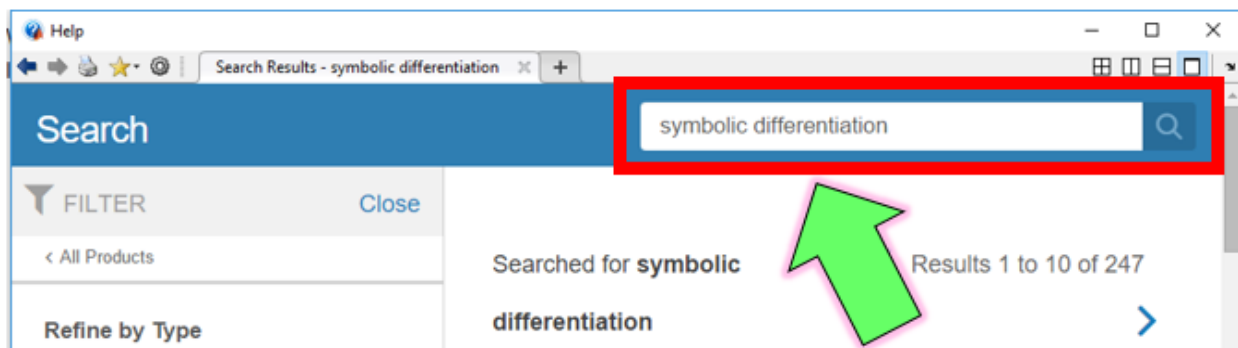 Help
Search Results - symbolic differentiation
Search
symbolic differentiation
FILTER Close
< All Products
Refine by Type
Searched for symbolic
differentiation
Results 1 to 10 of 247